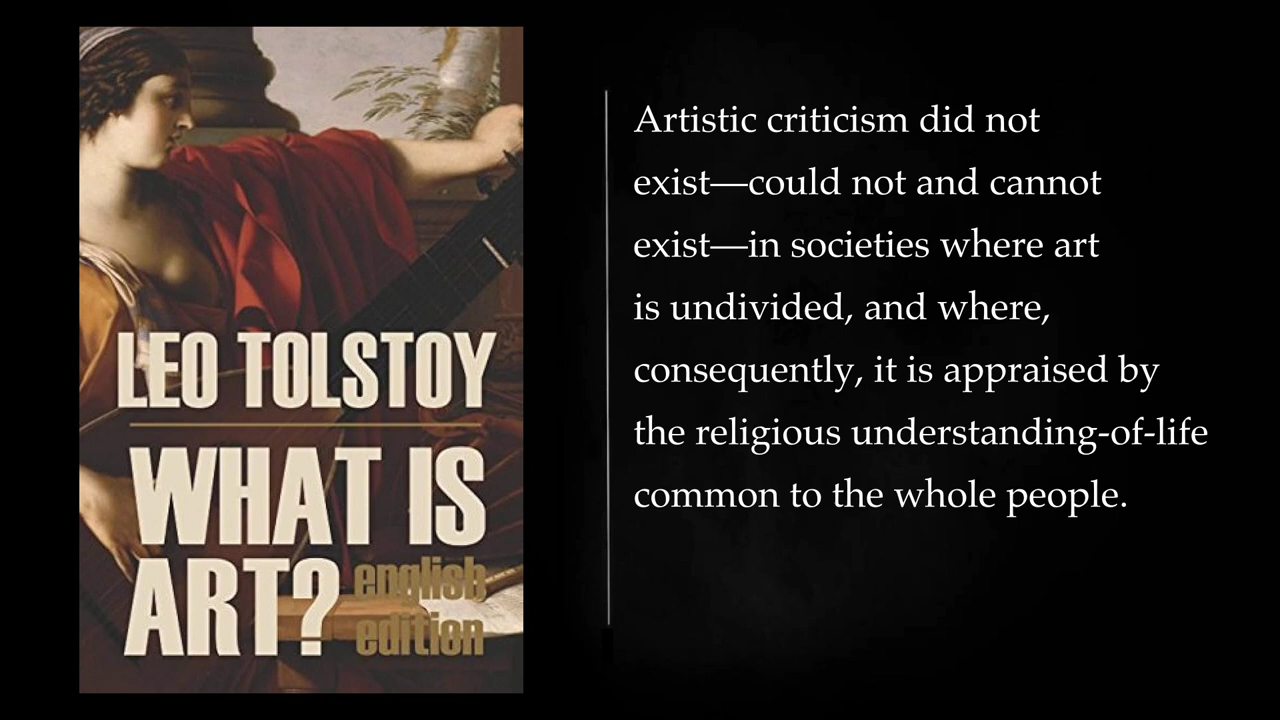 LEO TOLSTOY
WHAT IS
ART?
english
edition
Artistic criticism did not
exist—could not and cannot
exist—in societies where art
is undivided, and where,
consequently, it is appraised by
the religious understanding-of-life
common to the whole people.